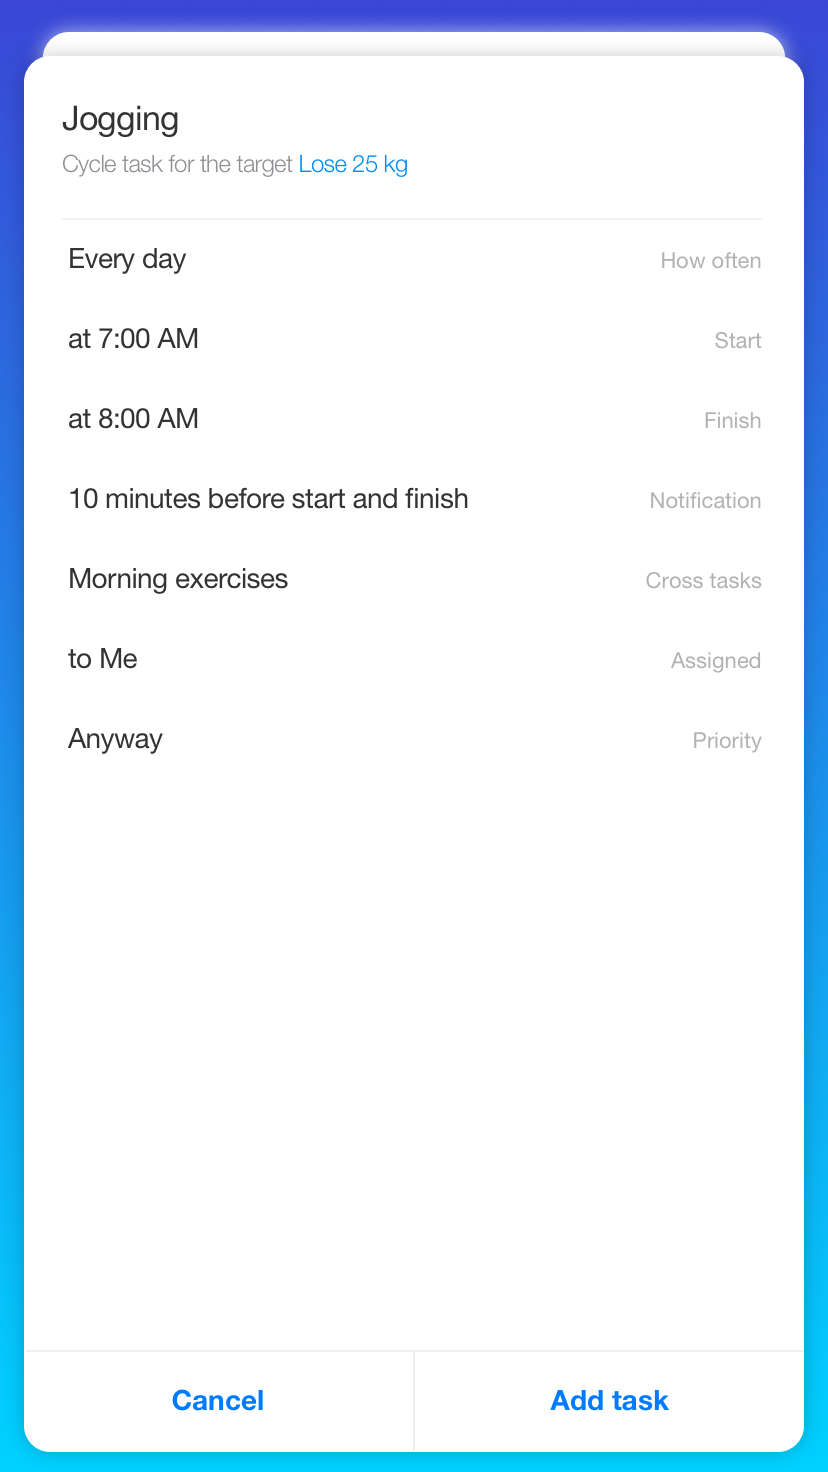 Jogging
Cycle task for the target Lose 25 kg
Every day How often
at 7:00 AM Start
at 8:00 AM Finish
10 minutes before start and finish Notification
Morning exercises Cross tasks
to Me Assigned
Anyway Priority
Cancel Add task